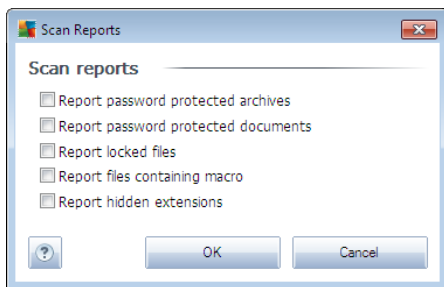 Scan Reports
Scan reports
Report password protected archives
Report password protected documents
Report locked files
Report files containing macro
Report hidden extensions
?
OK
Cancel